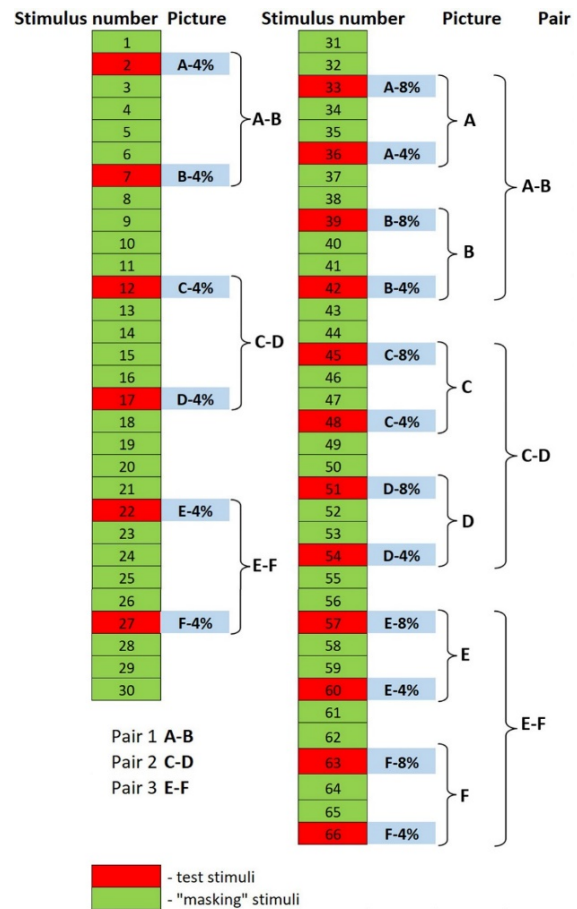 Stimulus number Picture
1
2 A-4%
3
4
5
A-B
6
7 B-4%
8
9
10
11
12 C-4%
13
14
15
C-D
16
17 D-4%
18
19
20
21
22 E-4%
23
24
E-F
25
26
27 F-4%
28
29
30
Pair 1 A-B
Pair 2 C-D
Pair 3 E-F
Stimulus number Picture Pair
31
32
33 A-8%
34
A
35
36 A-4%
37
A-B
38
39 B-8%
40
B
41
42 B-4%
43
44
45 C-8%
46
C
47
48 C-4%
49
C-D
50
51 D-8%
52
D
53
54 D-4%
55
56
57 E-8%
58
E
59
60 E-4%
61
E-F
62
63 F-8%
64
F
65
66 F-4%
- test stimuli
- "masking" stimuli